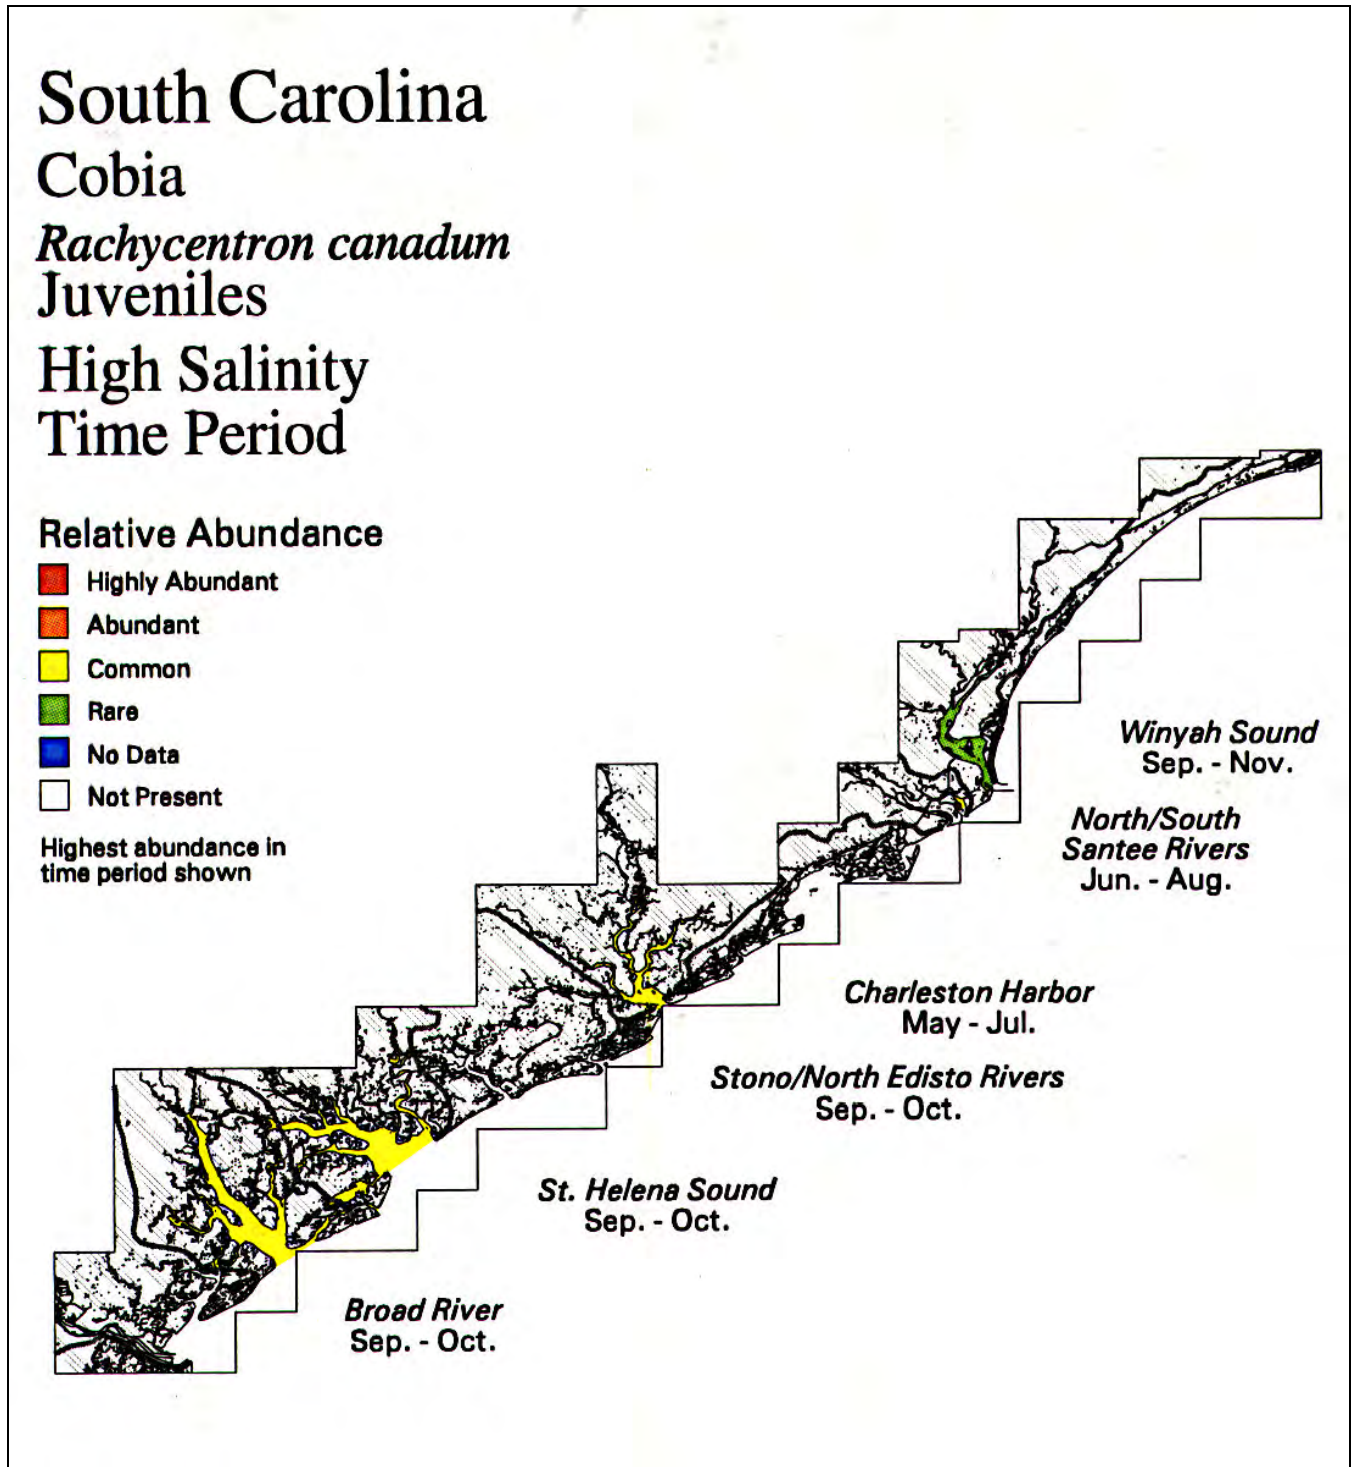 South Carolina
Cobia
Rachycentron canadum
Juveniles
High Salinity
Time Period
Relative Abundance
Highly Abundant
Abundant
Common
Rare
No Data
Not Present
Highest abundance in
time period shown
Winyah Sound
Sep. - Nov.
North/South
Santee Rivers
Jun. - Aug.
Charleston Harbor
May - Jul.
Stono/North Edisto Rivers
Sep. - Oct.
St. Helena Sound
Sep. - Oct.
Broad River
Sep. - Oct.